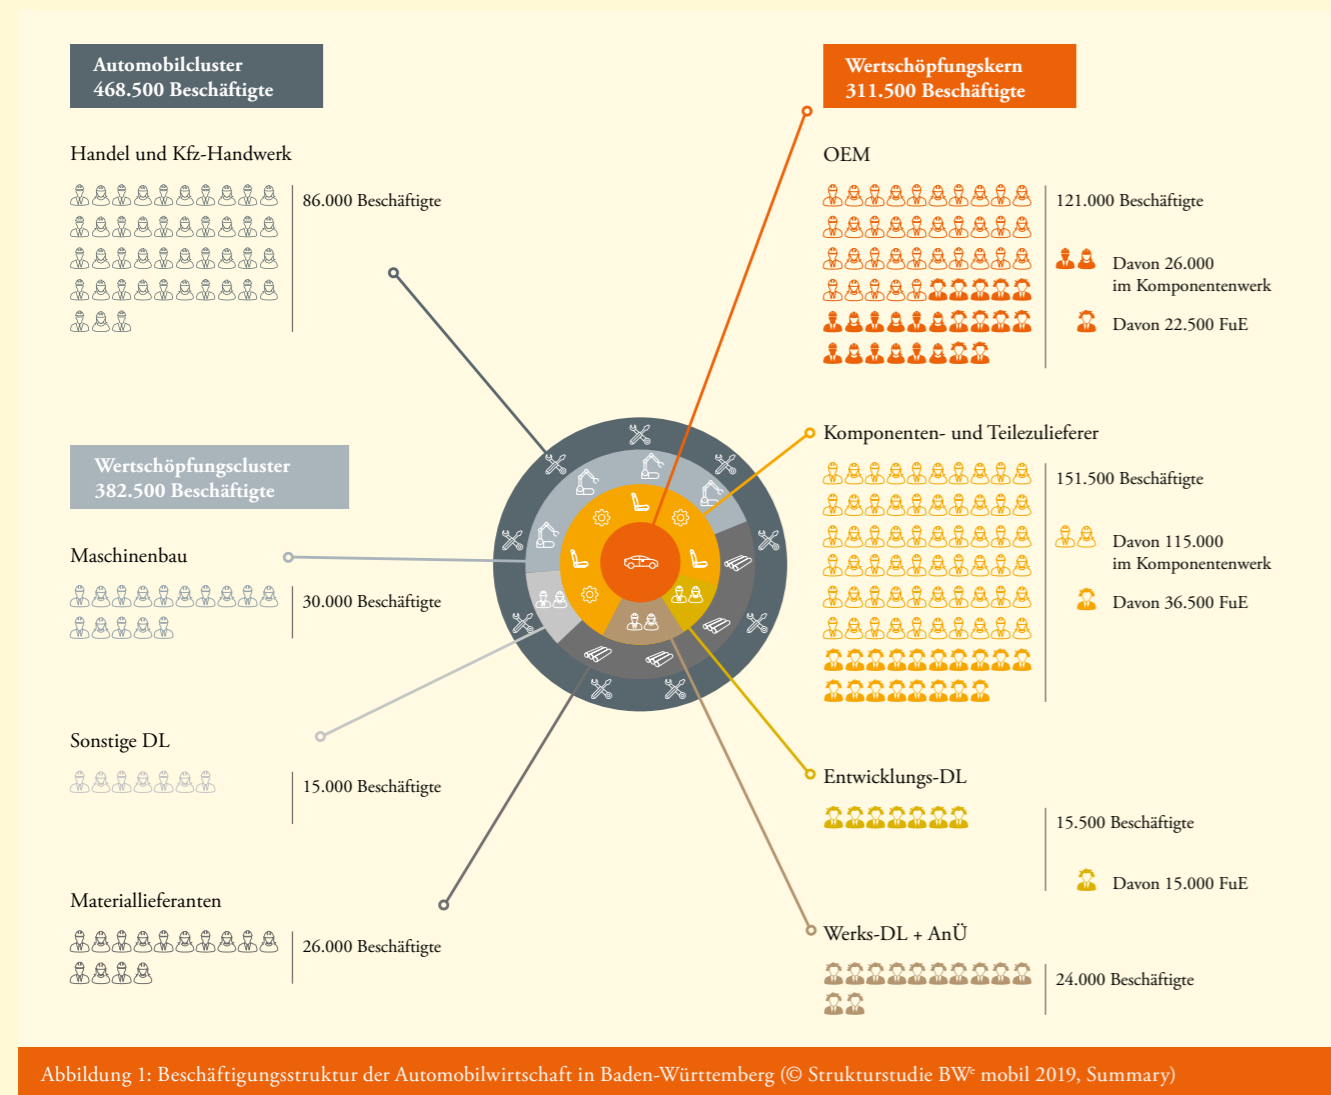 Automobilcluster
468.500 Beschäftigte
Handel und Kfz-Handwerk
86.000 Beschäftigte
Wertschöpfungscluster
382.500 Beschäftigte
Maschinenbau
30.000 Beschäftigte
Sonstige DL
15.000 Beschäftigte
Materiallieferanten
26.000 Beschäftigte
Wertschöpfungskern
311.500 Beschäftigte
OEM
121.000 Beschäftigte
Davon 26.000
im Komponentenwerk
Davon 22.500 FuE
Komponenten- und Teilezulieferer
151.500 Beschäftigte
Davon 115.000
im Komponentenwerk
Davon 36.500 FuE
Entwicklungs-DL
15.500 Beschäftigte
Davon 15.000 FuE
Werks-DL + AnÜ
24.000 Beschäftigte
Abbildung 1: Beschäftigungsstruktur der Automobilwirtschaft in Baden-Württemberg (© Strukturstudie BWᵉ mobil 2019, Summary)